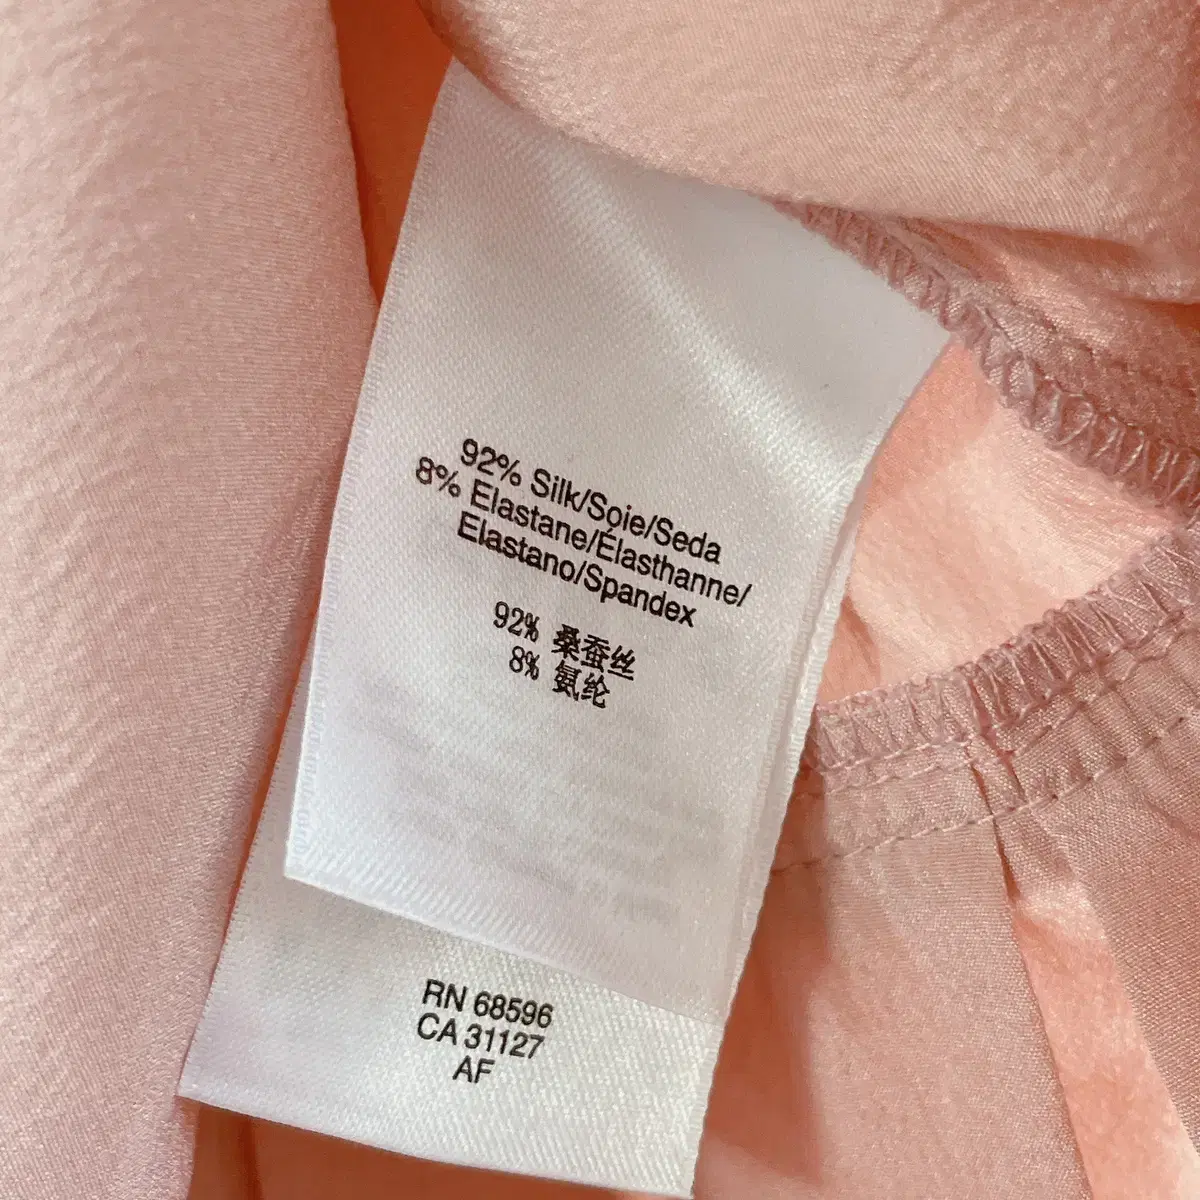 92% Silk/Soie/Seda
8% Elastane/Élasthanne/
Elastano/Spandex
92% 桑蚕丝
8% 氨纶
RN 68596
CA 31127
AF